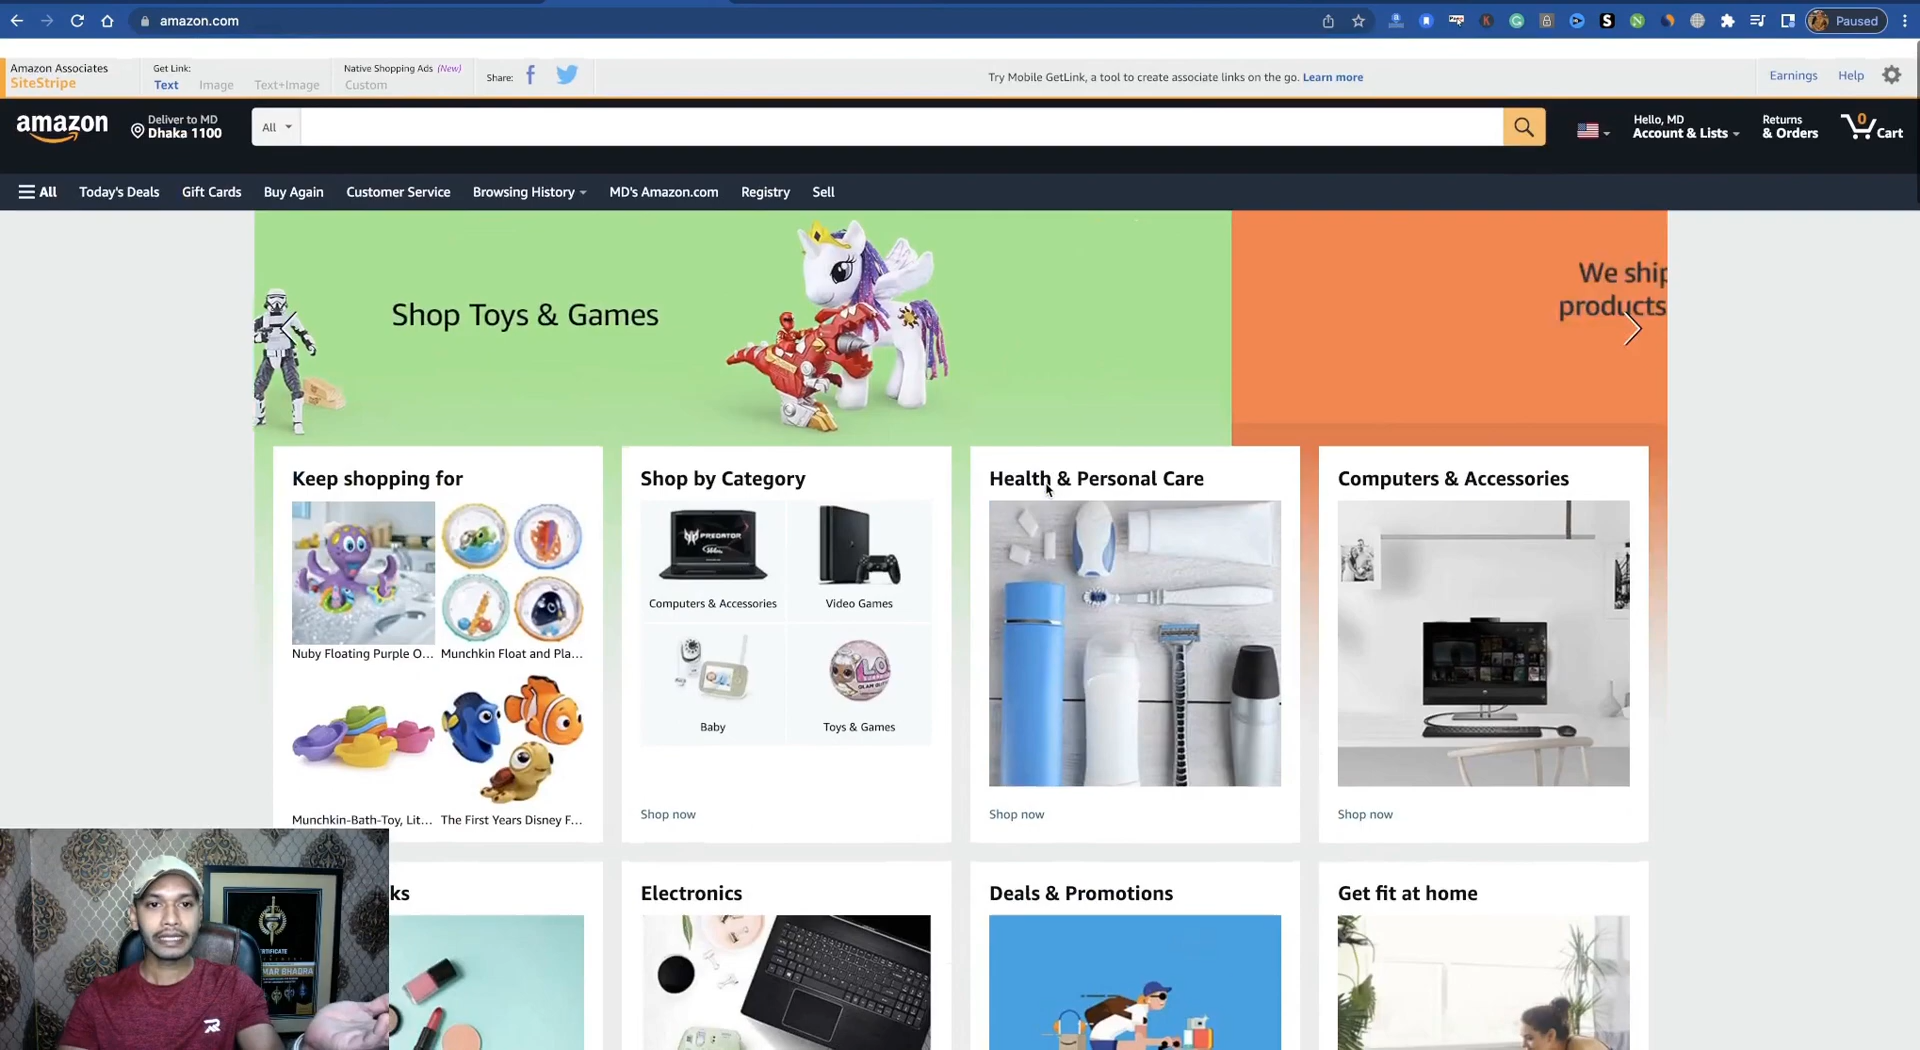 amazon.com
Paused
Amazon Associates
SiteStripe
Get Link:
Text Image Text+Image
Native Shopping Ads (New)
Custom
Share:
Try Mobile GetLink, a tool to create associate links on the go. Learn more
Earnings Help
amazon
Deliver to MD
Dhaka 1100
All
Hello, MD
Account & Lists
Returns
& Orders
0
Cart
All Today's Deals Gift Cards Buy Again Customer Service Browsing History MD's Amazon.com Registry Sell
Shop Toys & Games
We ship
products
Keep shopping for
Nuby Floating Purple O...
Munchkin Float and Pla...
Munchkin-Bath-Toy, Lit...
The First Years Disney F...
Shop by Category
PREDATOR
Computers & Accessories
Video Games
Baby
Toys & Games
Shop now
Health & Personal Care
Shop now
Computers & Accessories
Shop now
ks
Electronics
Deals & Promotions
Get fit at home
MAR BHADRA